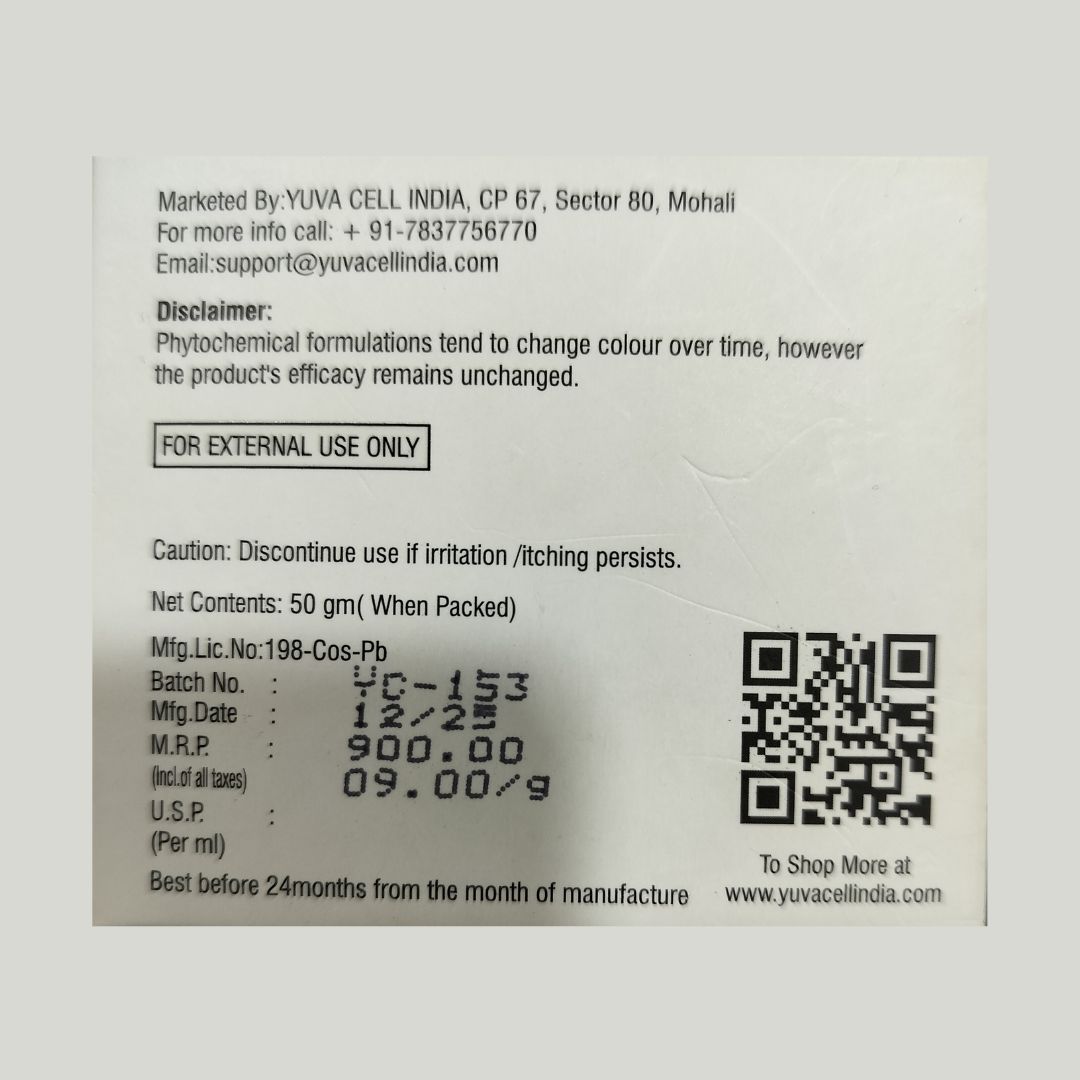 Marketed By:YUVA CELL INDIA, CP 67, Sector 80, Mohali
For more info call: + 91-7837756770
Email:support@yuvacellindia.com
Disclaimer:
Phytochemical formulations tend to change colour over time, however
the product's efficacy remains unchanged.
FOR EXTERNAL USE ONLY
Caution: Discontinue use if irritation /itching persists.
Net Contents: 50 gm( When Packed)
Mfg.Lic.No:198-Cos-Pb
Batch No. : YC-153
Mfg.Date :
M.R.P. : 900.00
(incl.of all taxes) 09.00/g
U.S.P. :
(Per ml)
Best before 24months from the month of manufacture
To Shop More at
www.yuvacellindia.com